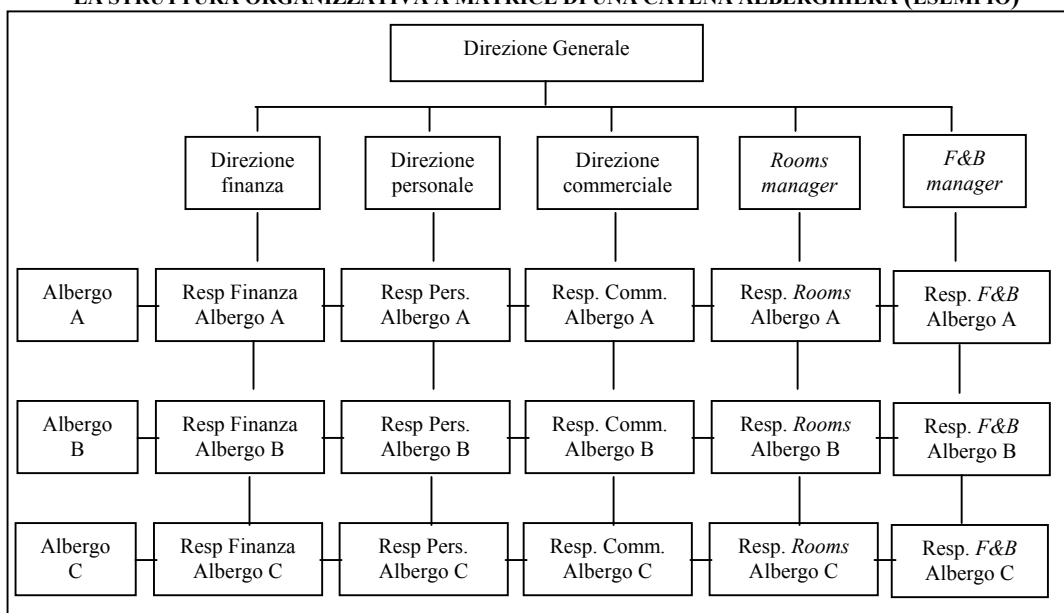 LA STRUTTURA ORGANIZZATIVA A MATRICE DI UNA CATENA ALBERGHIERA (ESEMPIO)
Direzione Generale
Direzione
finanza
Direzione
personale
Direzione
commerciale
Rooms
manager
F&B
manager
Albergo
A
Resp Finanza
Albergo A
Resp Pers.
Albergo A
Resp. Comm.
Albergo A
Resp. Rooms
Albergo A
Resp. F&B
Albergo A
Albergo
B
Resp Finanza
Albergo B
Resp Pers.
Albergo B
Resp. Comm.
Albergo B
Resp. Rooms
Albergo B
Resp. F&B
Albergo B
Albergo
C
Resp Finanza
Albergo C
Resp Pers.
Albergo C
Resp. Comm.
Albergo C
Resp. Rooms
Albergo C
Resp. F&B
Albergo C